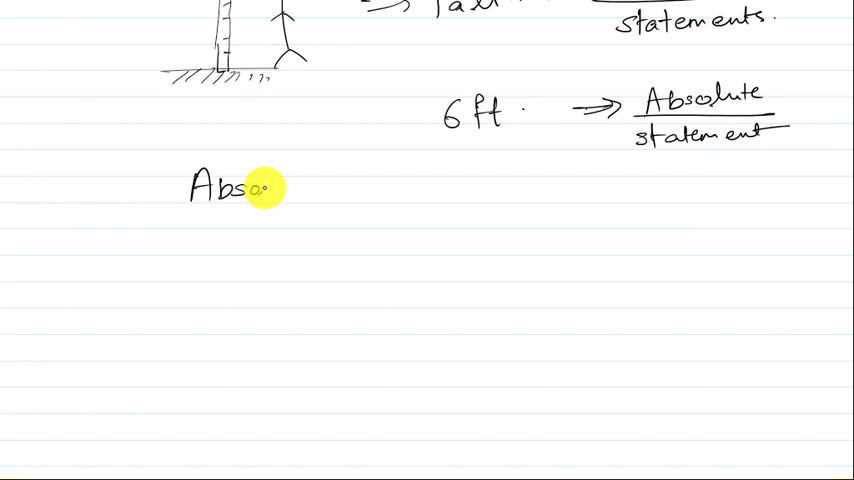 statements.
6 ft. ⇒ Absolute
statement
Abso